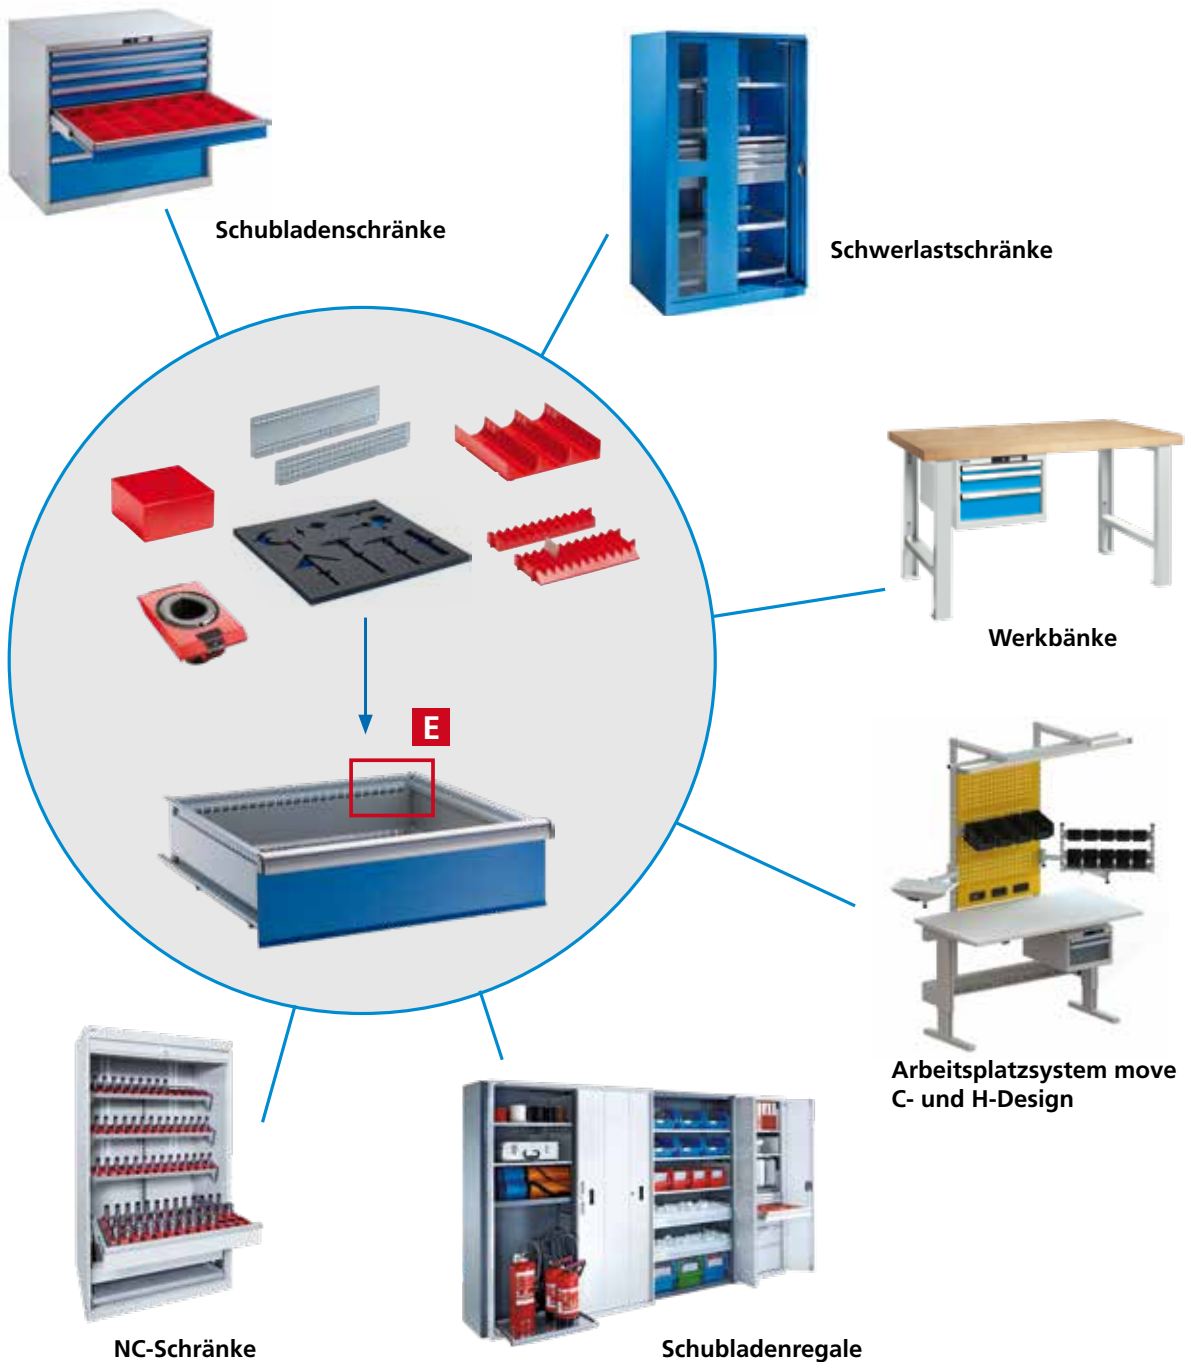 Schubladenschränke
Schwerlastschränke
Werkbänke
E
Arbeitsplatzsystem move
C- und H-Design
NC-Schränke
Schubladenregale